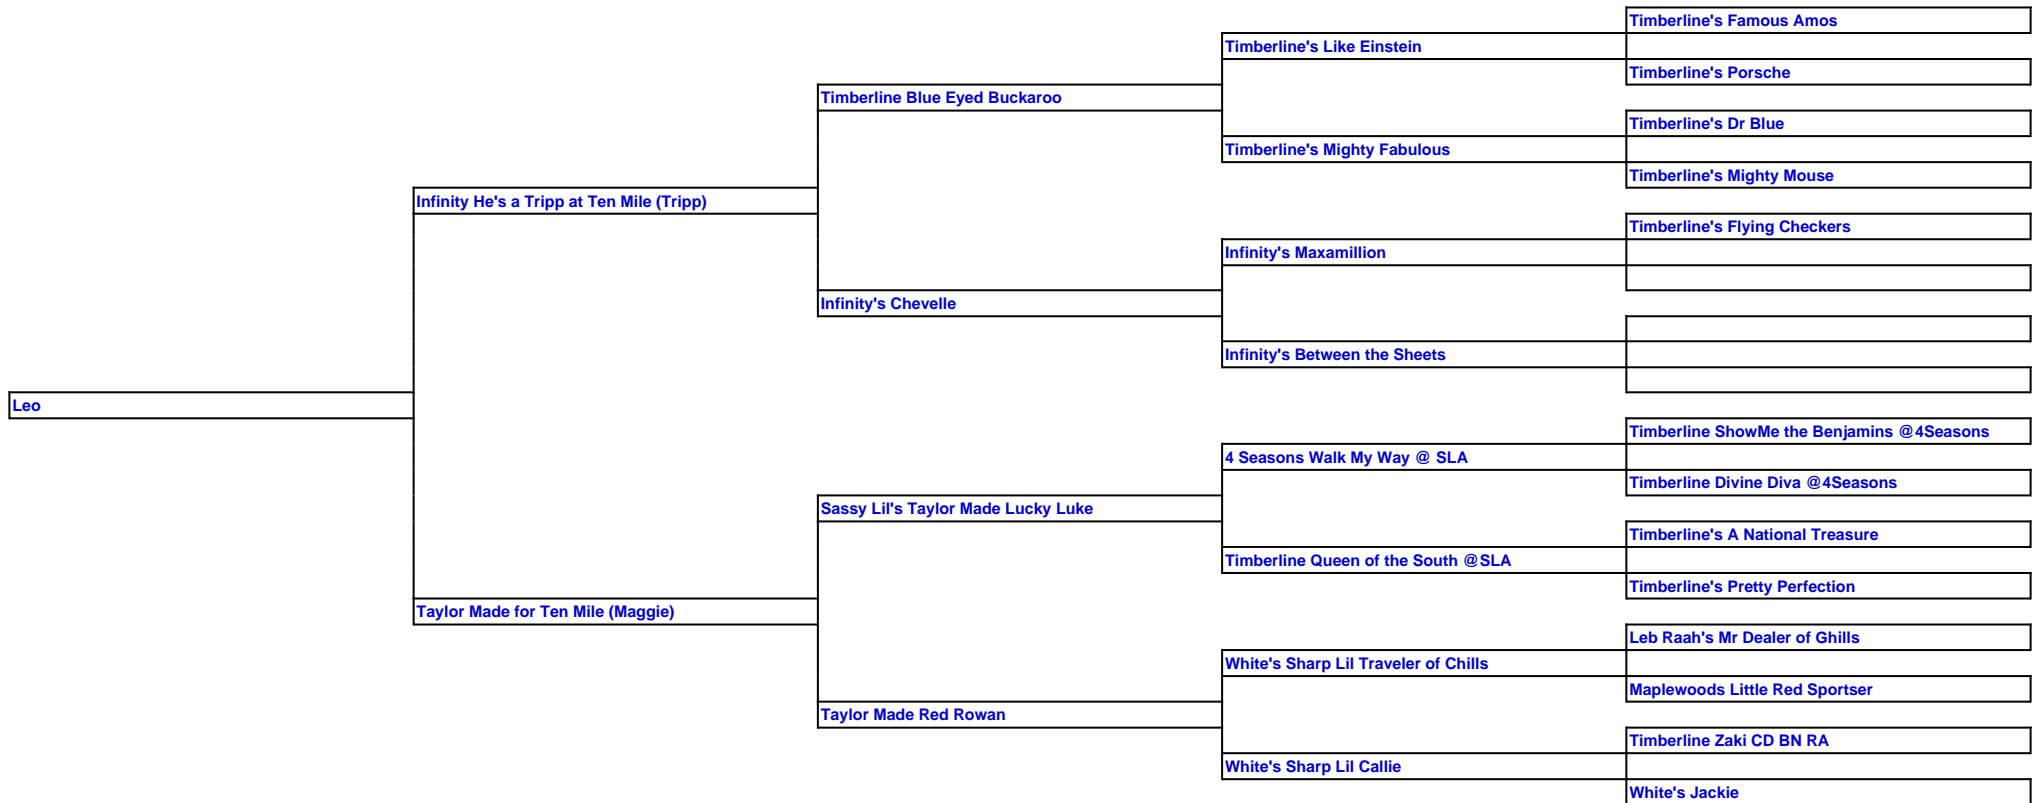 Timberline's Famous Amos
Timberline's Like Einstein
Timberline's Porsche
Timberline Blue Eyed Buckaroo
Timberline's Dr Blue
Timberline's Mighty Fabulous
Timberline's Mighty Mouse
Infinity He's a Tripp at Ten Mile (Tripp)
Timberline's Flying Checkers
Infinity's Maxamillion
Infinity's Chevelle
Infinity's Between the Sheets
Leo
Timberline ShowMe the Benjamins @4Seasons
4 Seasons Walk My Way @ SLA
Timberline Divine Diva @4Seasons
Sassy Lil's Taylor Made Lucky Luke
Timberline's A National Treasure
Timberline Queen of the South @SLA
Timberline's Pretty Perfection
Taylor Made for Ten Mile (Maggie)
Leb Raah's Mr Dealer of Ghills
White's Sharp Lil Traveler of Chills
Maplewoods Little Red Sportser
Taylor Made Red Rowan
Timberline Zaki CD BN RA
White's Sharp Lil Callie
White's Jackie